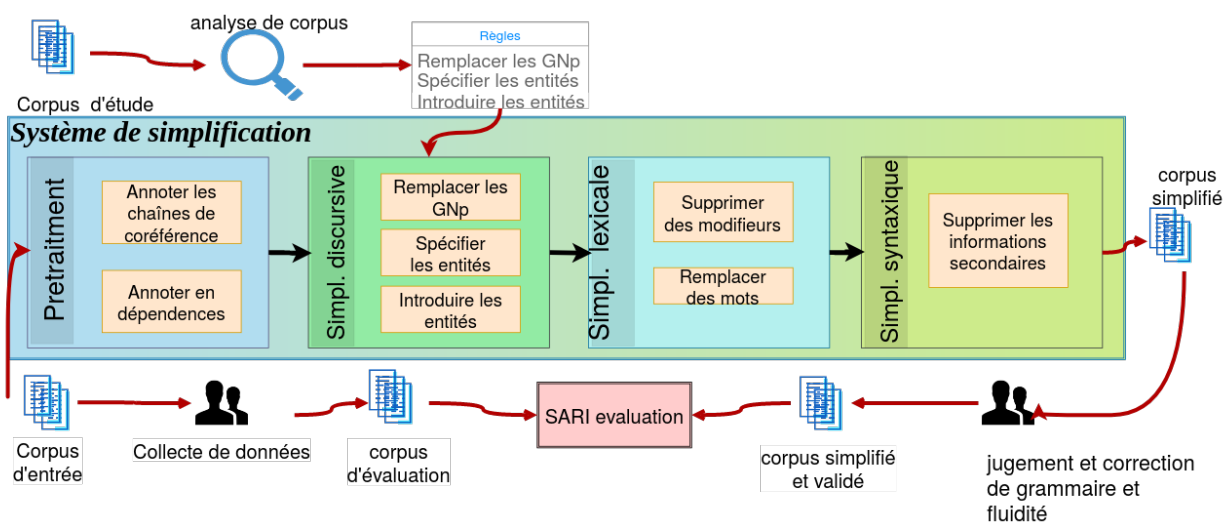 analyse de corpus
Règles
Remplacer les GNp
Spécifier les entités
Introduire les entités
Corpus d'étude
Système de simplification
Pretraitment
Annoter les
chaînes de
coréférence
Annoter en
dépendences
Simpl. discursive
Remplacer les
GNp
Spécifier
les entités
Introduire les
entités
Simpl. lexicale
Supprimer
des modifieurs
Remplacer
des mots
Simpl. syntaxique
Supprimer les
informations
secondaires
corpus
simplifié
Corpus
d'entrée
Collecte de données
corpus
d'évaluation
SARI evaluation
corpus simplifié
et validé
jugement et correction
de grammaire et
fluidité